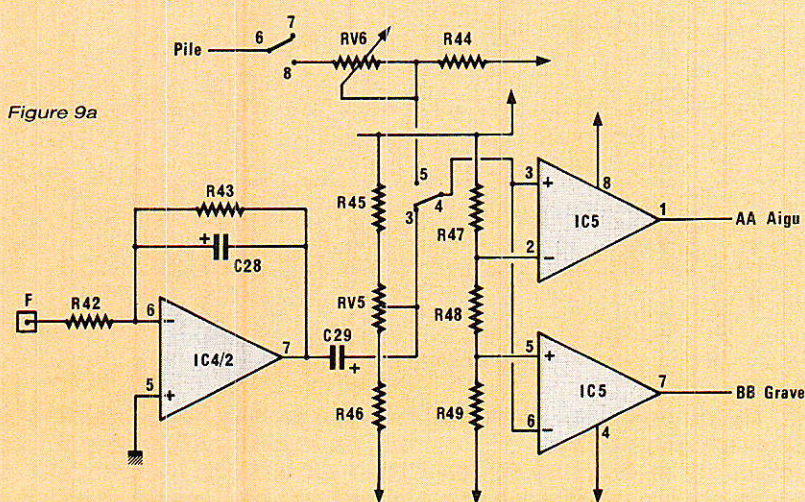 7
Pile 6
8
RV6
R44
Figure 9a
5
4
3
R45
R47
3 +
8
IC5
1
AA Aigu
2 −
R43
+ C28
F
R42
6 −
IC4/2
7
5 +
C29
+
RV5
R48
R46
R49
5 +
IC5
7
BB Grave
6 −
4